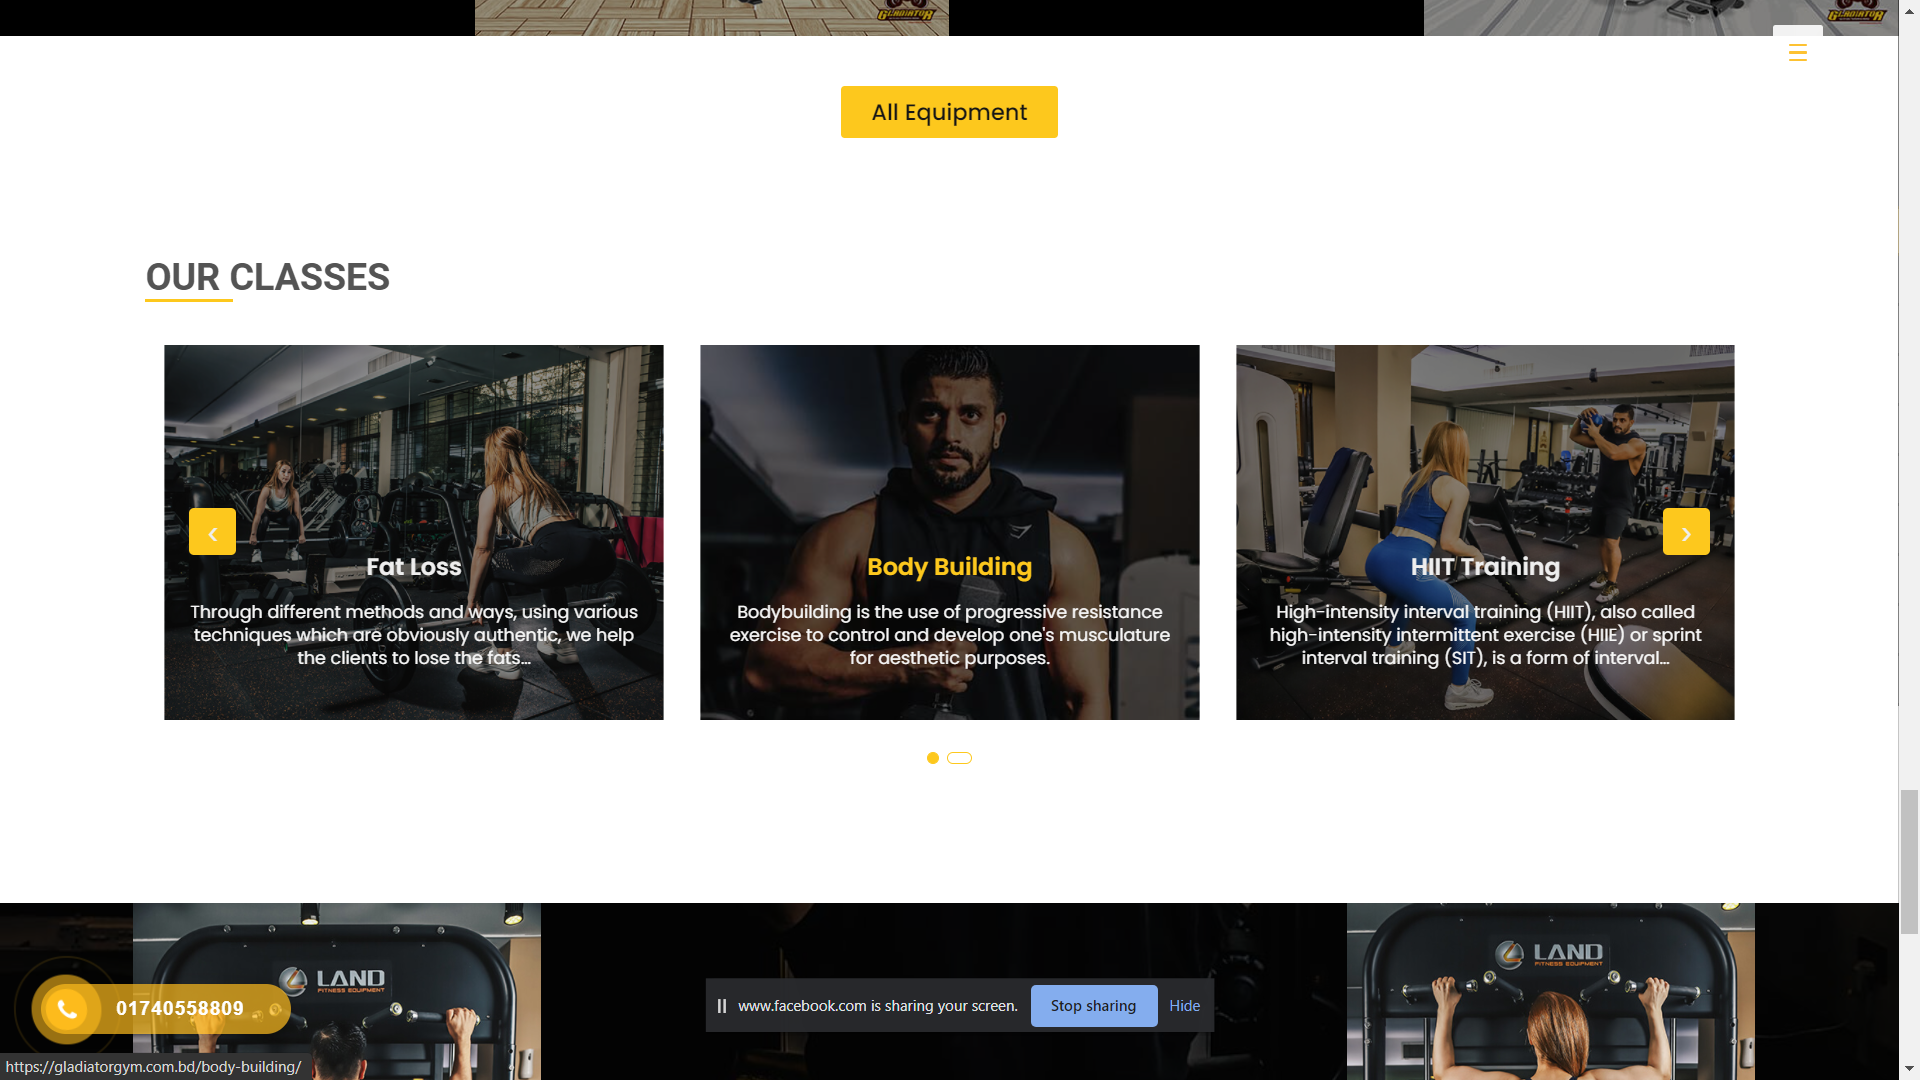 GLADIATOR
GLADIATOR
All Equipment
OUR CLASSES
Fat Loss
Through different methods and ways, using various
techniques which are obviously authentic, we help
the clients to lose the fats...
Body Building
Bodybuilding is the use of progressive resistance
exercise to control and develop one's musculature
for aesthetic purposes.
HIIT Training
High-intensity interval training (HIIT), also called
high-intensity intermittent exercise (HIIE) or sprint
interval training (SIT), is a form of interval...
LAND
FITNESS EQUIPMENT
LAND
FITNESS EQUIPMENT
01740558809
www.facebook.com is sharing your screen.
Stop sharing
Hide
https://gladiatorgym.com.bd/body-building/